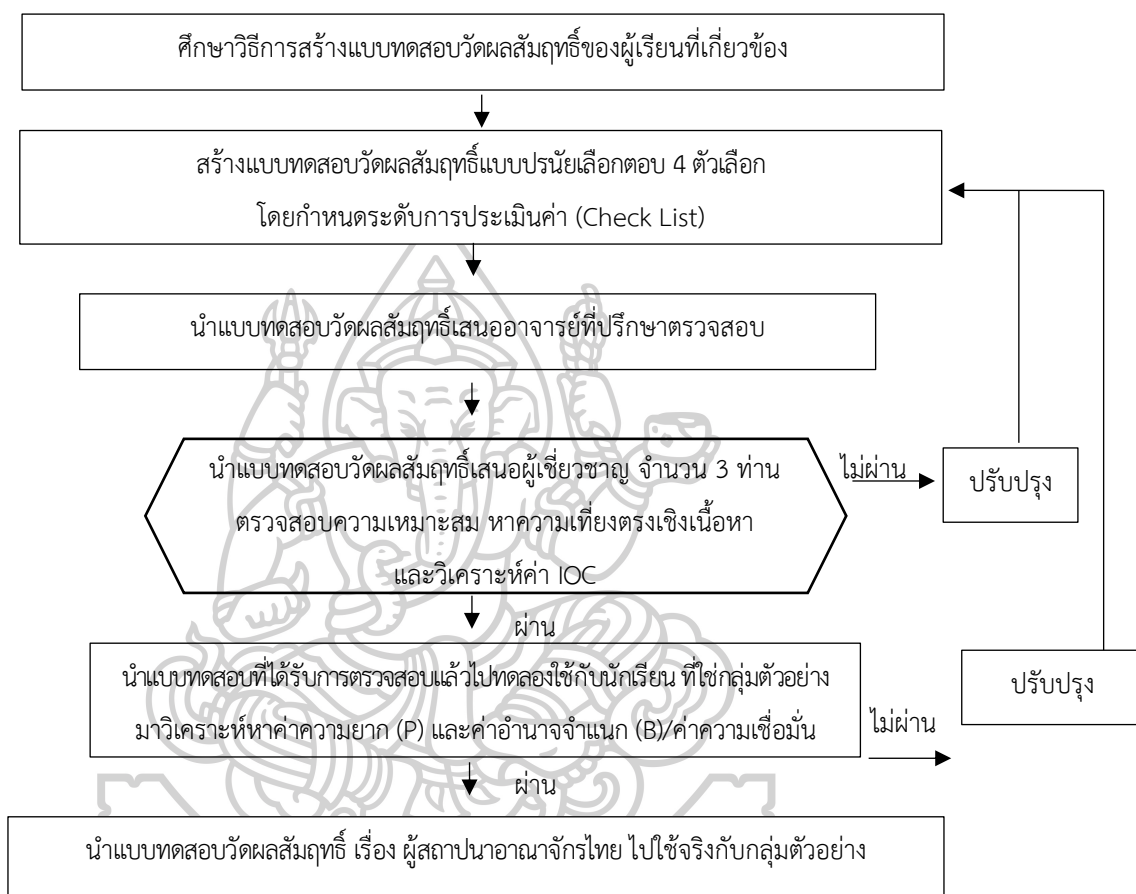 ศึกษาวิธีการสร้างแบบทดสอบวัดผลสัมฤทธิ์ของผู้เรียนที่เกี่ยวข้อง
สร้างแบบทดสอบวัดผลสัมฤทธิ์แบบปรนัยเลือกตอบ 4 ตัวเลือก
โดยกำหนดระดับการประเมินค่า (Check List)
นำแบบทดสอบวัดผลสัมฤทธิ์เสนออาจารย์ที่ปรึกษาตรวจสอบ
นำแบบทดสอบวัดผลสัมฤทธิ์เสนอผู้เชี่ยวชาญ จำนวน 3 ท่าน
ตรวจสอบความเหมาะสม หาความเที่ยงตรงเชิงเนื้อหา
และวิเคราะห์ค่า IOC
ไม่ผ่าน
ปรับปรุง
ผ่าน
นำแบบทดสอบที่ได้รับการตรวจสอบแล้วไปทดลองใช้กับนักเรียน ที่ใช่กลุ่มตัวอย่าง
มาวิเคราะห์หาค่าความยาก (P) และค่าอำนาจจำแนก (B)/ค่าความเชื่อมั่น
ไม่ผ่าน
ปรับปรุง
ผ่าน
นำแบบทดสอบวัดผลสัมฤทธิ์ เรื่อง ผู้สถาปนาอาณาจักรไทย ไปใช้จริงกับกลุ่มตัวอย่าง